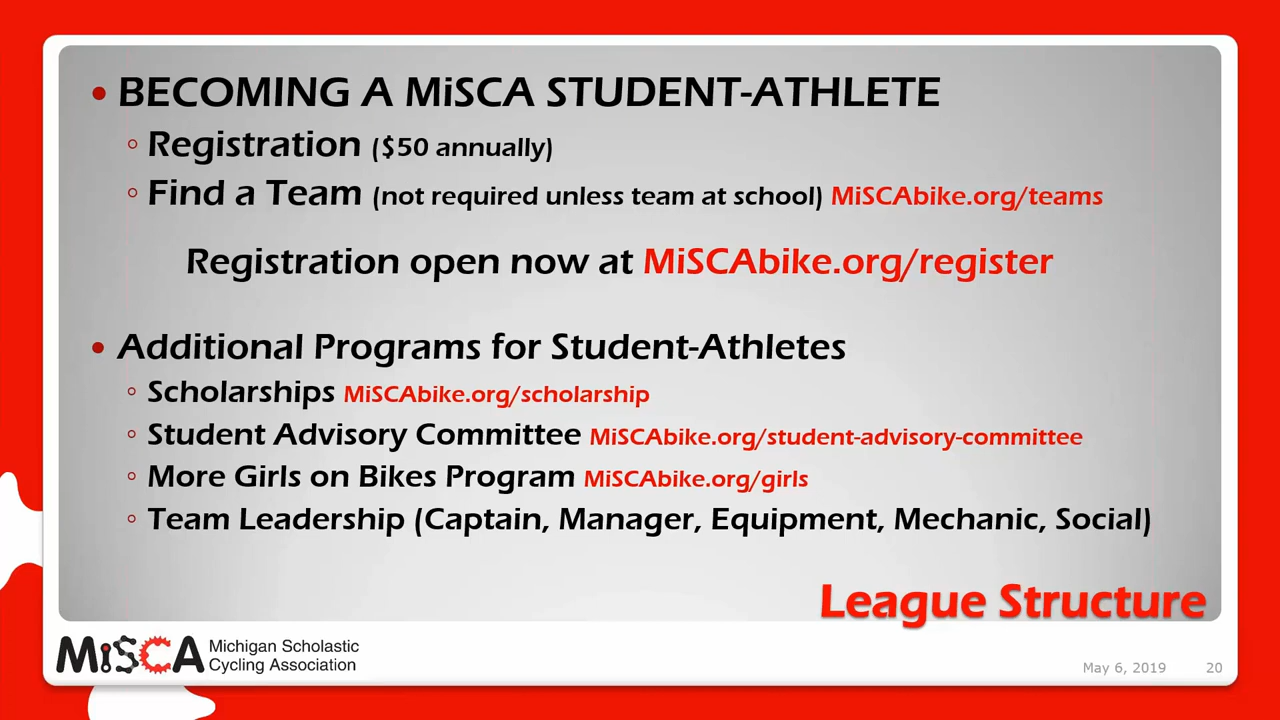 • BECOMING A MiSCA STUDENT-ATHLETE
◦ Registration ($50 annually)
◦ Find a Team (not required unless team at school) MiSCAbike.org/teams
Registration open now at MiSCAbike.org/register
• Additional Programs for Student-Athletes
◦ Scholarships MiSCAbike.org/scholarship
◦ Student Advisory Committee MiSCAbike.org/student-advisory-committee
◦ More Girls on Bikes Program MiSCAbike.org/girls
◦ Team Leadership (Captain, Manager, Equipment, Mechanic, Social)
League Structure
MiSCA Michigan Scholastic
Cycling Association
May 6, 2019 20